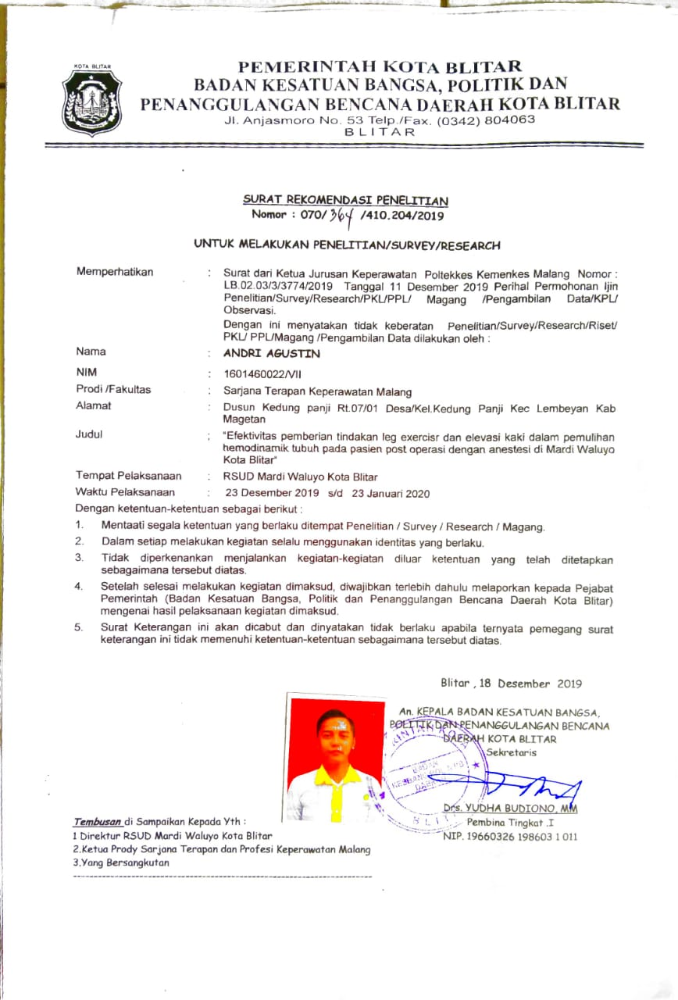 KOTA BLITAR
PEMERINTAH KOTA BLITAR
BADAN KESATUAN BANGSA, POLITIK DAN
PENANGGULANGAN BENCANA DAERAH KOTA BLITAR
Jl. Anjasmoro No. 53 Telp./Fax. (0342) 804063
B L I T A R
SURAT REKOMENDASI PENELITIAN
Nomor : 070/ 364 /410.204/2019
UNTUK MELAKUKAN PENELITIAN/SURVEY/RESEARCH
Memperhatikan : Surat dari Ketua Jurusan Keperawatan Poltekkes Kemenkes Malang Nomor :
LB.02.03/3/3774/2019 Tanggal 11 Desember 2019 Perihal Permohonan Ijin
Penelitian/Survey/Research/PKL/PPL/ Magang /Pengambilan Data/KPL/
Observasi.
Dengan ini menyatakan tidak keberatan Penelitian/Survey/Research/Riset/
PKL/ PPL/Magang /Pengambilan Data dilakukan oleh :
Nama : ANDRI AGUSTIN
NIM : 1601460022/VII
Prodi /Fakultas : Sarjana Terapan Keperawatan Malang
Alamat : Dusun Kedung panji Rt.07/01 Desa/Kel.Kedung Panji Kec Lembeyan Kab
Magetan
Judul : "Efektivitas pemberian tindakan leg exercisr dan elevasi kaki dalam pemulihan
hemodinamik tubuh pada pasien post operasi dengan anestesi di Mardi Waluyo
Kota Blitar"
Tempat Pelaksanaan : RSUD Mardi Waluyo Kota Blitar
Waktu Pelaksanaan : 23 Desember 2019 s/d 23 Januari 2020
Dengan ketentuan-ketentuan sebagai berikut :
1. Mentaati segala ketentuan yang berlaku ditempat Penelitian / Survey / Research / Magang.
2. Dalam setiap melakukan kegiatan selalu menggunakan identitas yang berlaku.
3. Tidak diperkenankan menjalankan kegiatan-kegiatan diluar ketentuan yang telah ditetapkan
sebagaimana tersebut diatas.
4. Setelah selesai melakukan kegiatan dimaksud, diwajibkan terlebih dahulu melaporkan kepada Pejabat
Pemerintah (Badan Kesatuan Bangsa, Politik dan Penanggulangan Bencana Daerah Kota Blitar)
mengenai hasil pelaksanaan kegiatan dimaksud.
5. Surat Keterangan ini akan dicabut dan dinyatakan tidak berlaku apabila ternyata pemegang surat
keterangan ini tidak memenuhi ketentuan-ketentuan sebagaimana tersebut diatas.
Blitar , 18 Desember 2019
An. KEPALA BADAN KESATUAN BANGSA,
POLITIK DAN PENANGGULANGAN BENCANA
DAERAH KOTA BLITAR
Sekretaris
BADAN
DAERAH
BLIT
Drs. YUDHA BUDIONO, MM
Pembina Tingkat .I
NIP. 19660326 198603 1 011
Tembusan di Sampaikan Kepada Yth :
1 Direktur RSUD Mardi Waluyo Kota Blitar
2.Ketua Prody Sarjana Terapan dan Profesi Keperawatan Malang
3.Yang Bersangkutan